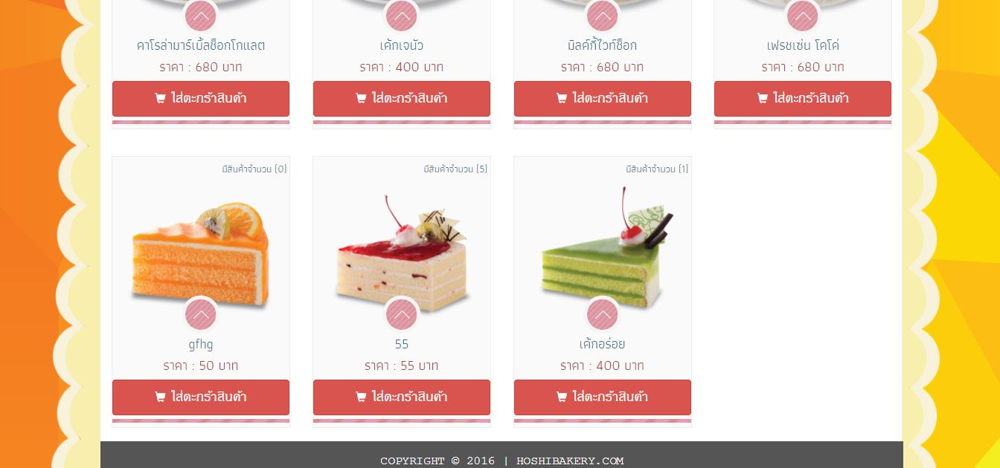 คาโรล่ามาร์เบิ้ลช็อกโกแลต เค้กเจนัว มิลค์กี้ไวท์ช็อก เฟรชเช่น โคโค่
ราคา : 680 บาท ราคา : 400 บาท ราคา : 680 บาท ราคา : 680 บาท
ใส่ตะกร้าสินค้า ใส่ตะกร้าสินค้า ใส่ตะกร้าสินค้า ใส่ตะกร้าสินค้า
มีสินค้าจำนวน (0) มีสินค้าจำนวน (5) มีสินค้าจำนวน (1)
gfhg 55 เค้กอร่อย
ราคา : 50 บาท ราคา : 55 บาท ราคา : 400 บาท
ใส่ตะกร้าสินค้า ใส่ตะกร้าสินค้า ใส่ตะกร้าสินค้า
COPYRIGHT © 2016 | HOSHIBAKERY.COM